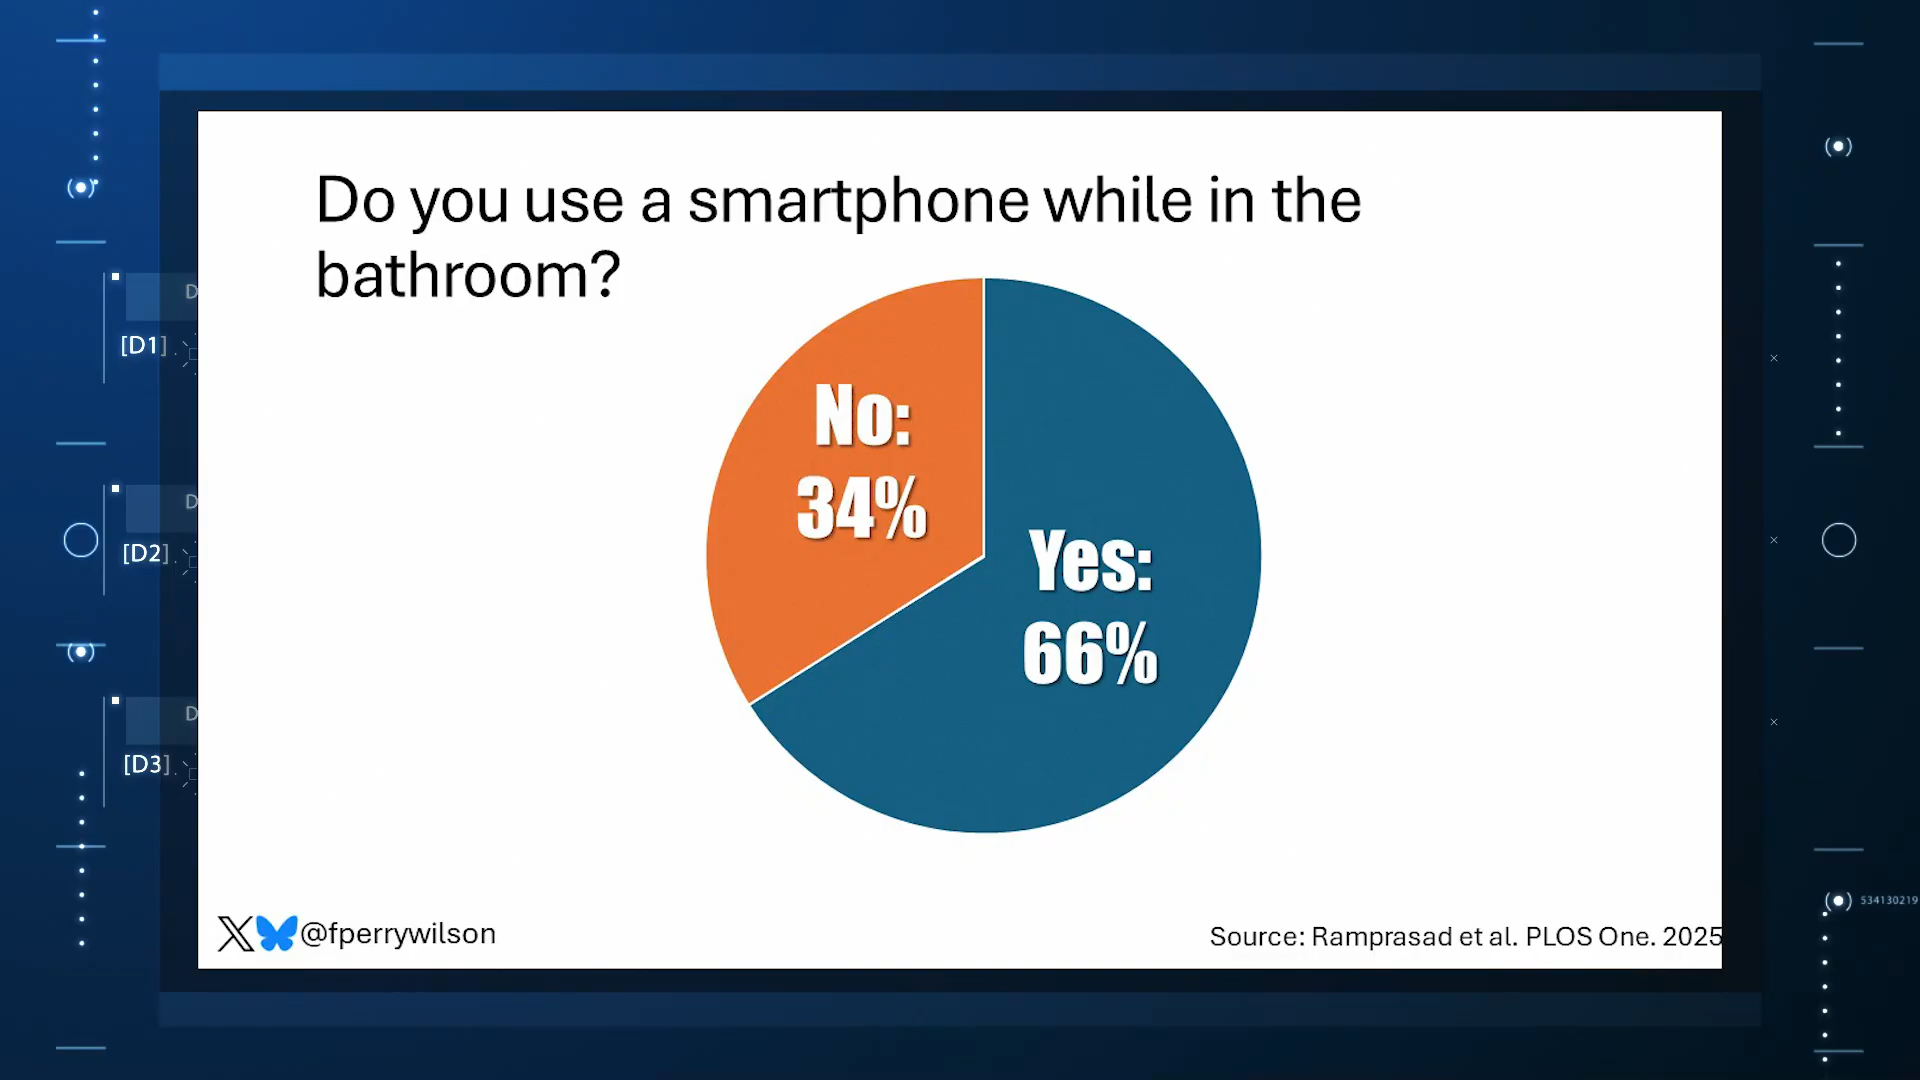 Do you use a smartphone while in the
bathroom?
No:
34%
Yes:
66%
@fperrywilson
Source: Ramprasad et al. PLOS One. 2025
D
[D1]
D
[D2]
D
[D3]
534130219